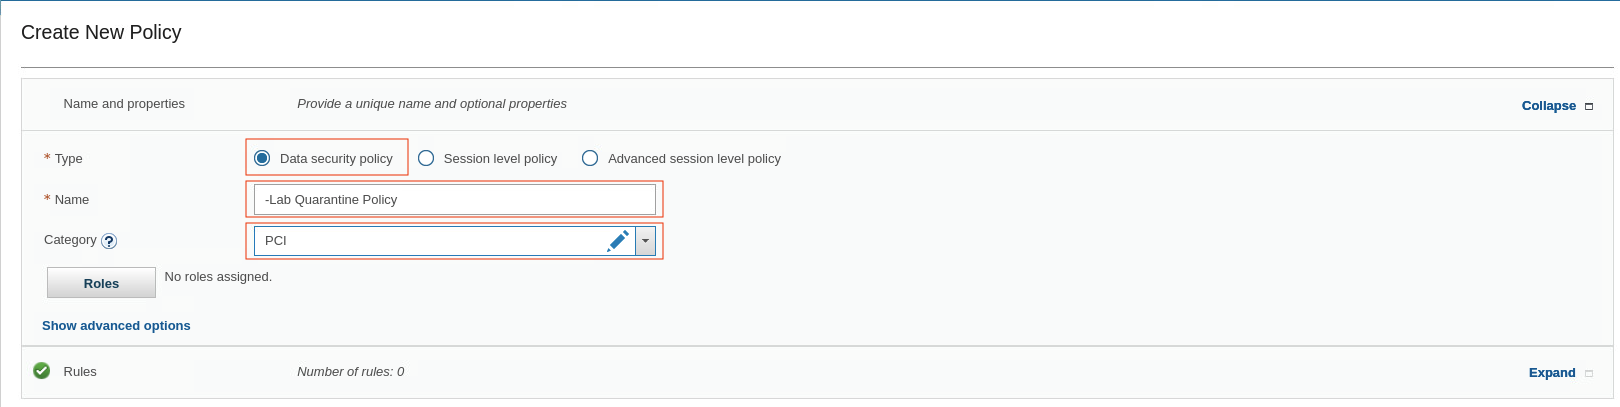 Create New Policy
Name and properties Provide a unique name and optional properties Collapse
* Type Data security policy Session level policy Advanced session level policy
* Name -Lab Quarantine Policy
Category ? PCI
Roles No roles assigned.
Show advanced options
Rules Number of rules: 0 Expand